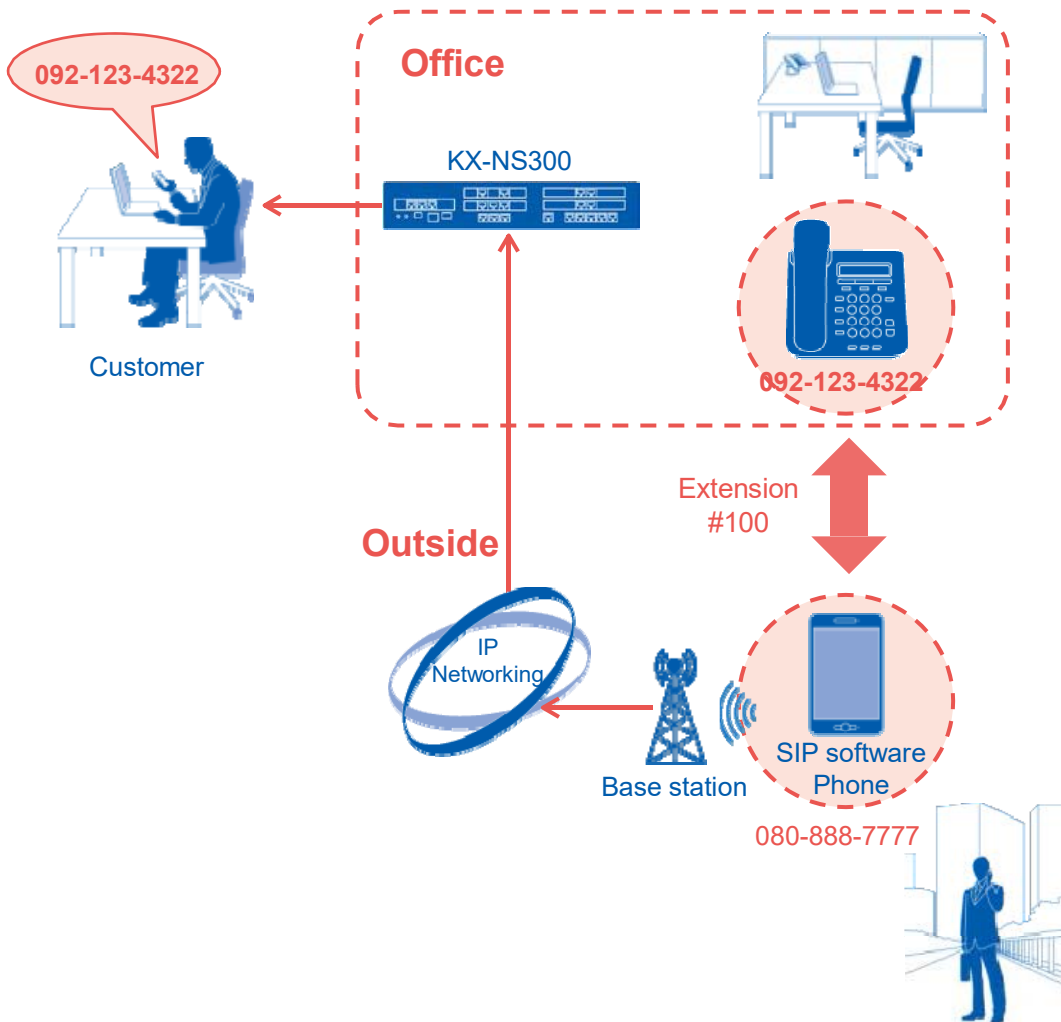 Office
092-123-4322
KX-NS300
Customer
092-123-4322
Extension
#100
Outside
IP
Networking
SIP software
Phone
Base station
080-888-7777